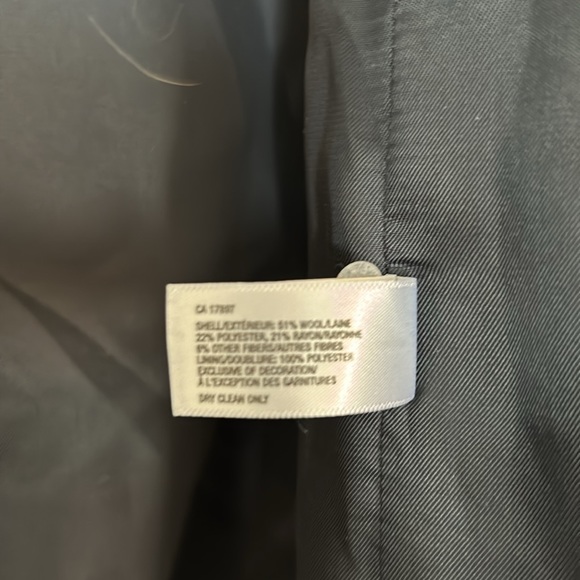 CA 17897
SHELL/EXTÉRIEUR: 51% WOOL/LAINE
22% POLYESTER, 21% RAYON/RAYONNE
6% OTHER FIBERS/AUTRES FIBRES
LINING/DOUBLURE: 100% POLYESTER
EXCLUSIVE OF DECORATION/
À L'EXCEPTION DES GARNITURES
DRY CLEAN ONLY